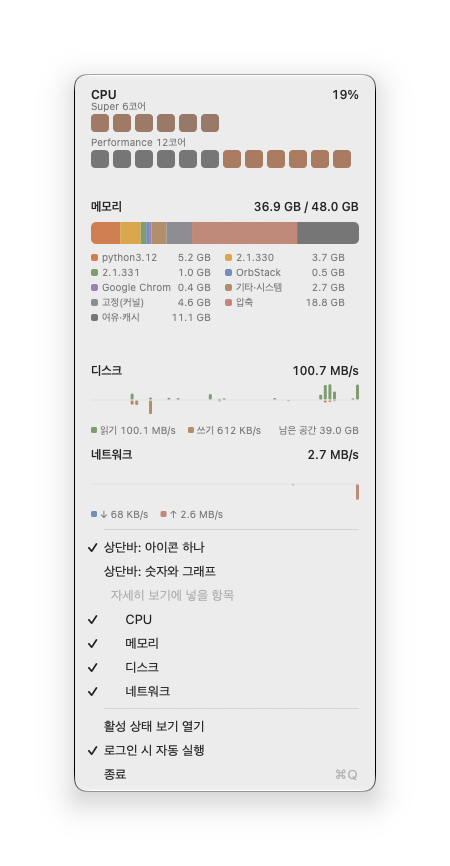 CPU 19%
Super 6코어
Performance 12코어
메모리 36.9 GB / 48.0 GB
python3.12 5.2 GB 2.1.330 3.7 GB
2.1.331 1.0 GB OrbStack 0.5 GB
Google Chrom 0.4 GB 기타·시스템 2.7 GB
고정(커널) 4.6 GB 압축 18.8 GB
여유·캐시 11.1 GB
디스크 100.7 MB/s
읽기 100.1 MB/s 쓰기 612 KB/s 남은 공간 39.0 GB
네트워크 2.7 MB/s
↓ 68 KB/s ↑ 2.6 MB/s
✓ 상단바: 아이콘 하나
상단바: 숫자와 그래프
자세히 보기에 넣을 항목
✓ CPU
✓ 메모리
✓ 디스크
✓ 네트워크
활성 상태 보기 열기
✓ 로그인 시 자동 실행
종료 ⌘Q